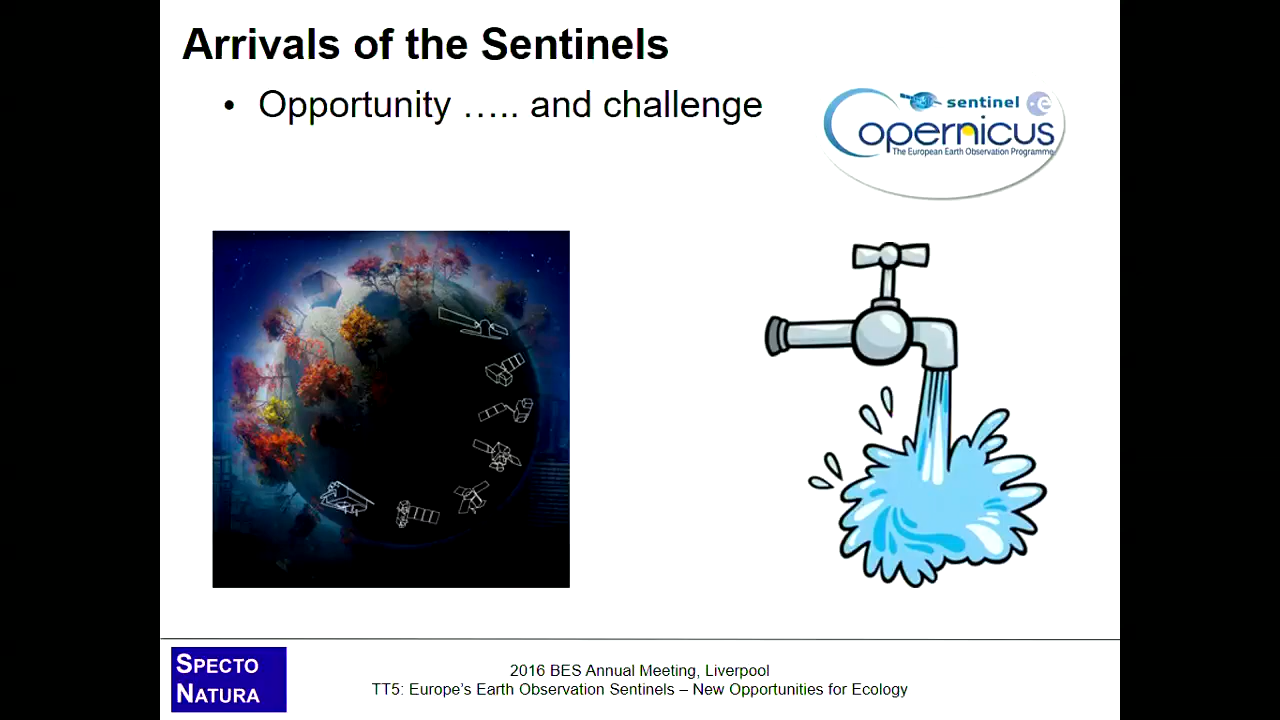 Arrivals of the Sentinels
• Opportunity ….. and challenge
sentinel
Copernicus
The European Earth Observation Programme
SPECTO
NATURA
2016 BES Annual Meeting, Liverpool
TT5: Europe's Earth Observation Sentinels – New Opportunities for Ecology